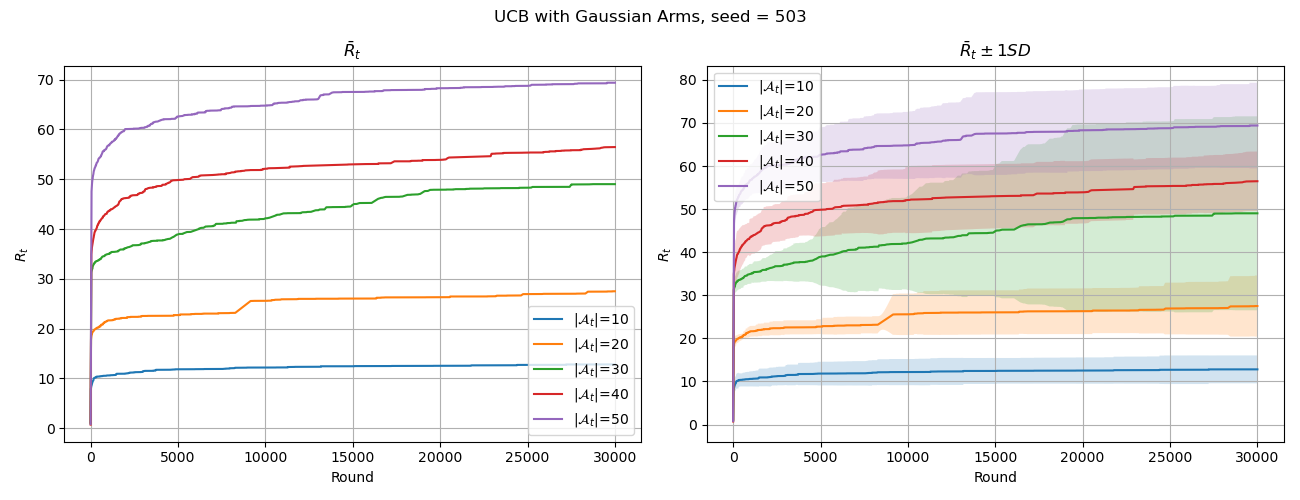 UCB with Gaussian Arms, seed = 503
R̄ₜ
70
60
50
40
30
20
10
0
Rₜ
0 5000 10000 15000 20000 25000 30000
Round
|𝒜ₜ|=10
|𝒜ₜ|=20
|𝒜ₜ|=30
|𝒜ₜ|=40
|𝒜ₜ|=50
R̄ₜ ± 1SD
80
70
60
50
40
30
20
10
0
Rₜ
0 5000 10000 15000 20000 25000 30000
Round
|𝒜ₜ|=10
|𝒜ₜ|=20
|𝒜ₜ|=30
|𝒜ₜ|=40
|𝒜ₜ|=50